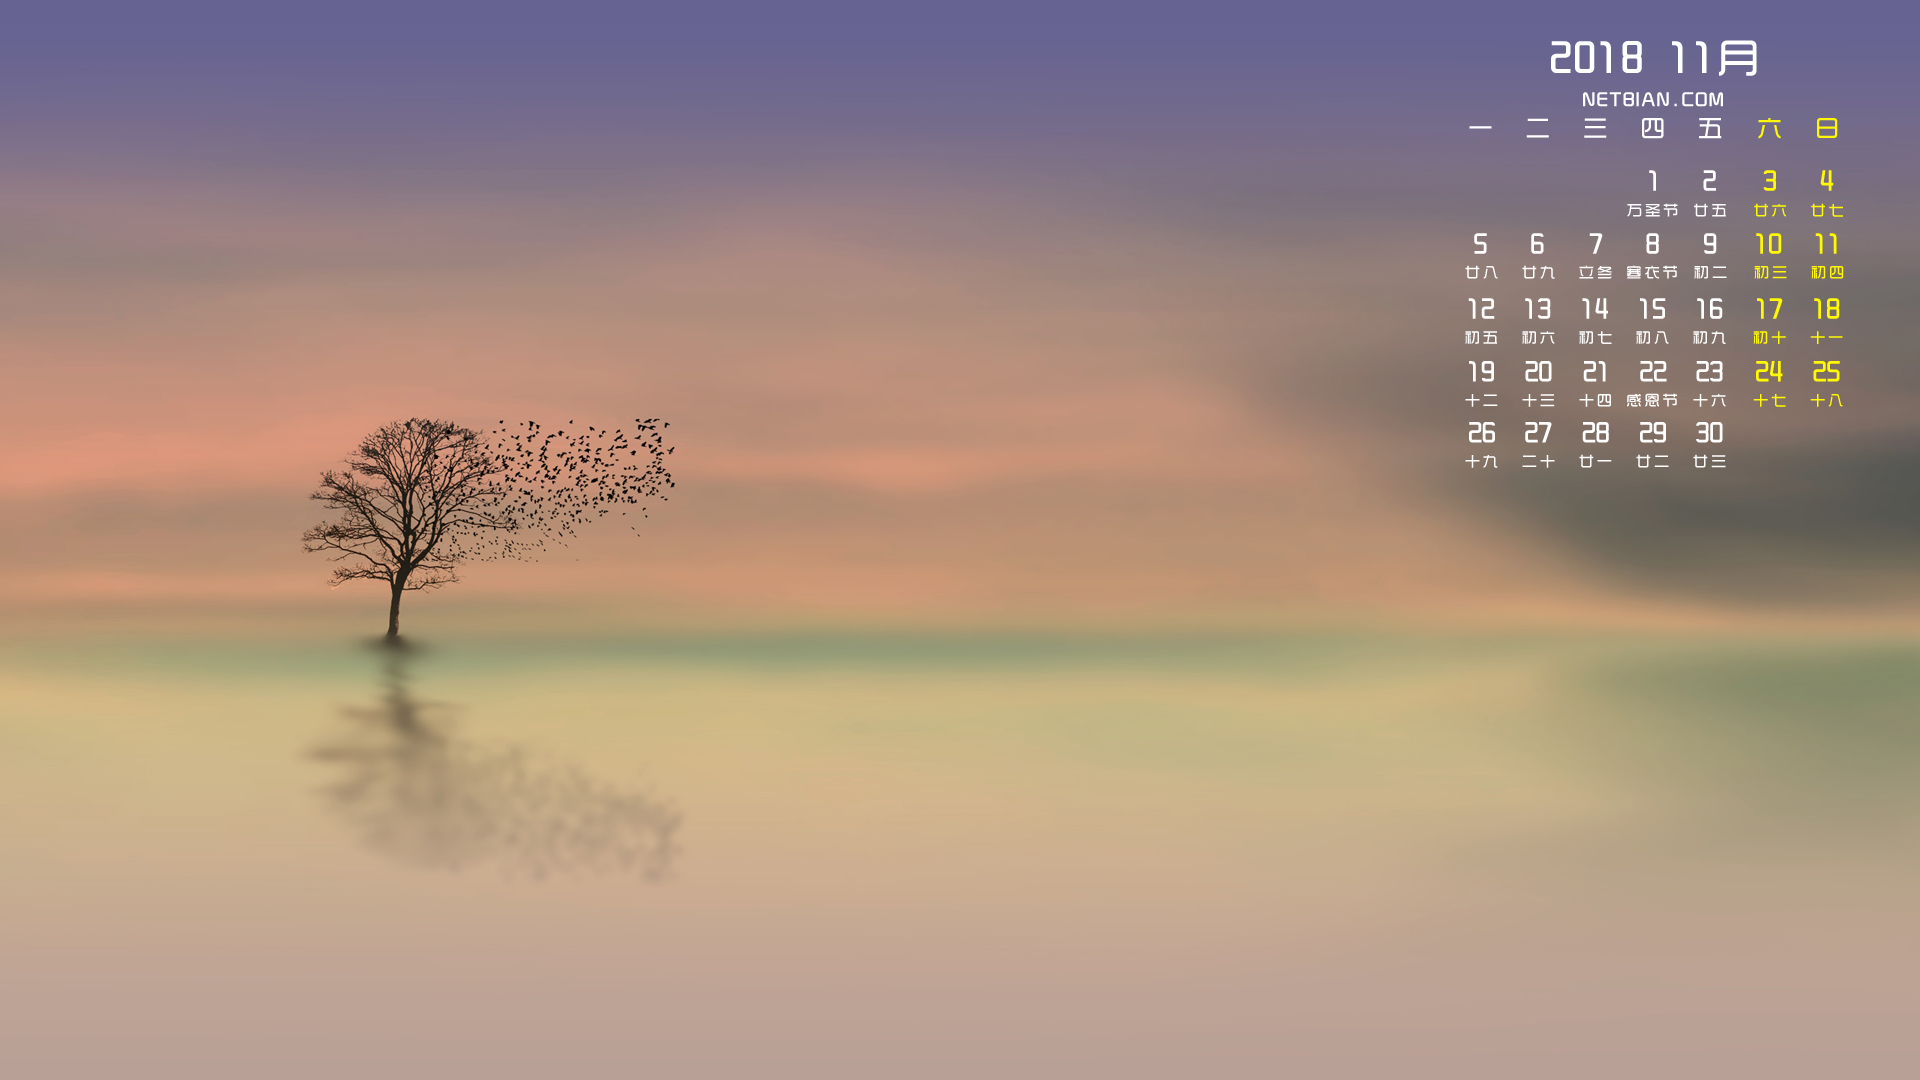 2018 11月
NETBIAN.COM
一 二 三 四 五 六 日
1 2 3 4
万圣节 廿五 廿六 廿七
5 6 7 8 9 10 11
廿八 廿九 立冬 寒衣节 初二 初三 初四
12 13 14 15 16 17 18
初五 初六 初七 初八 初九 初十 十一
19 20 21 22 23 24 25
十二 十三 十四 感恩节 十六 十七 十八
26 27 28 29 30
十九 二十 廿一 廿二 廿三